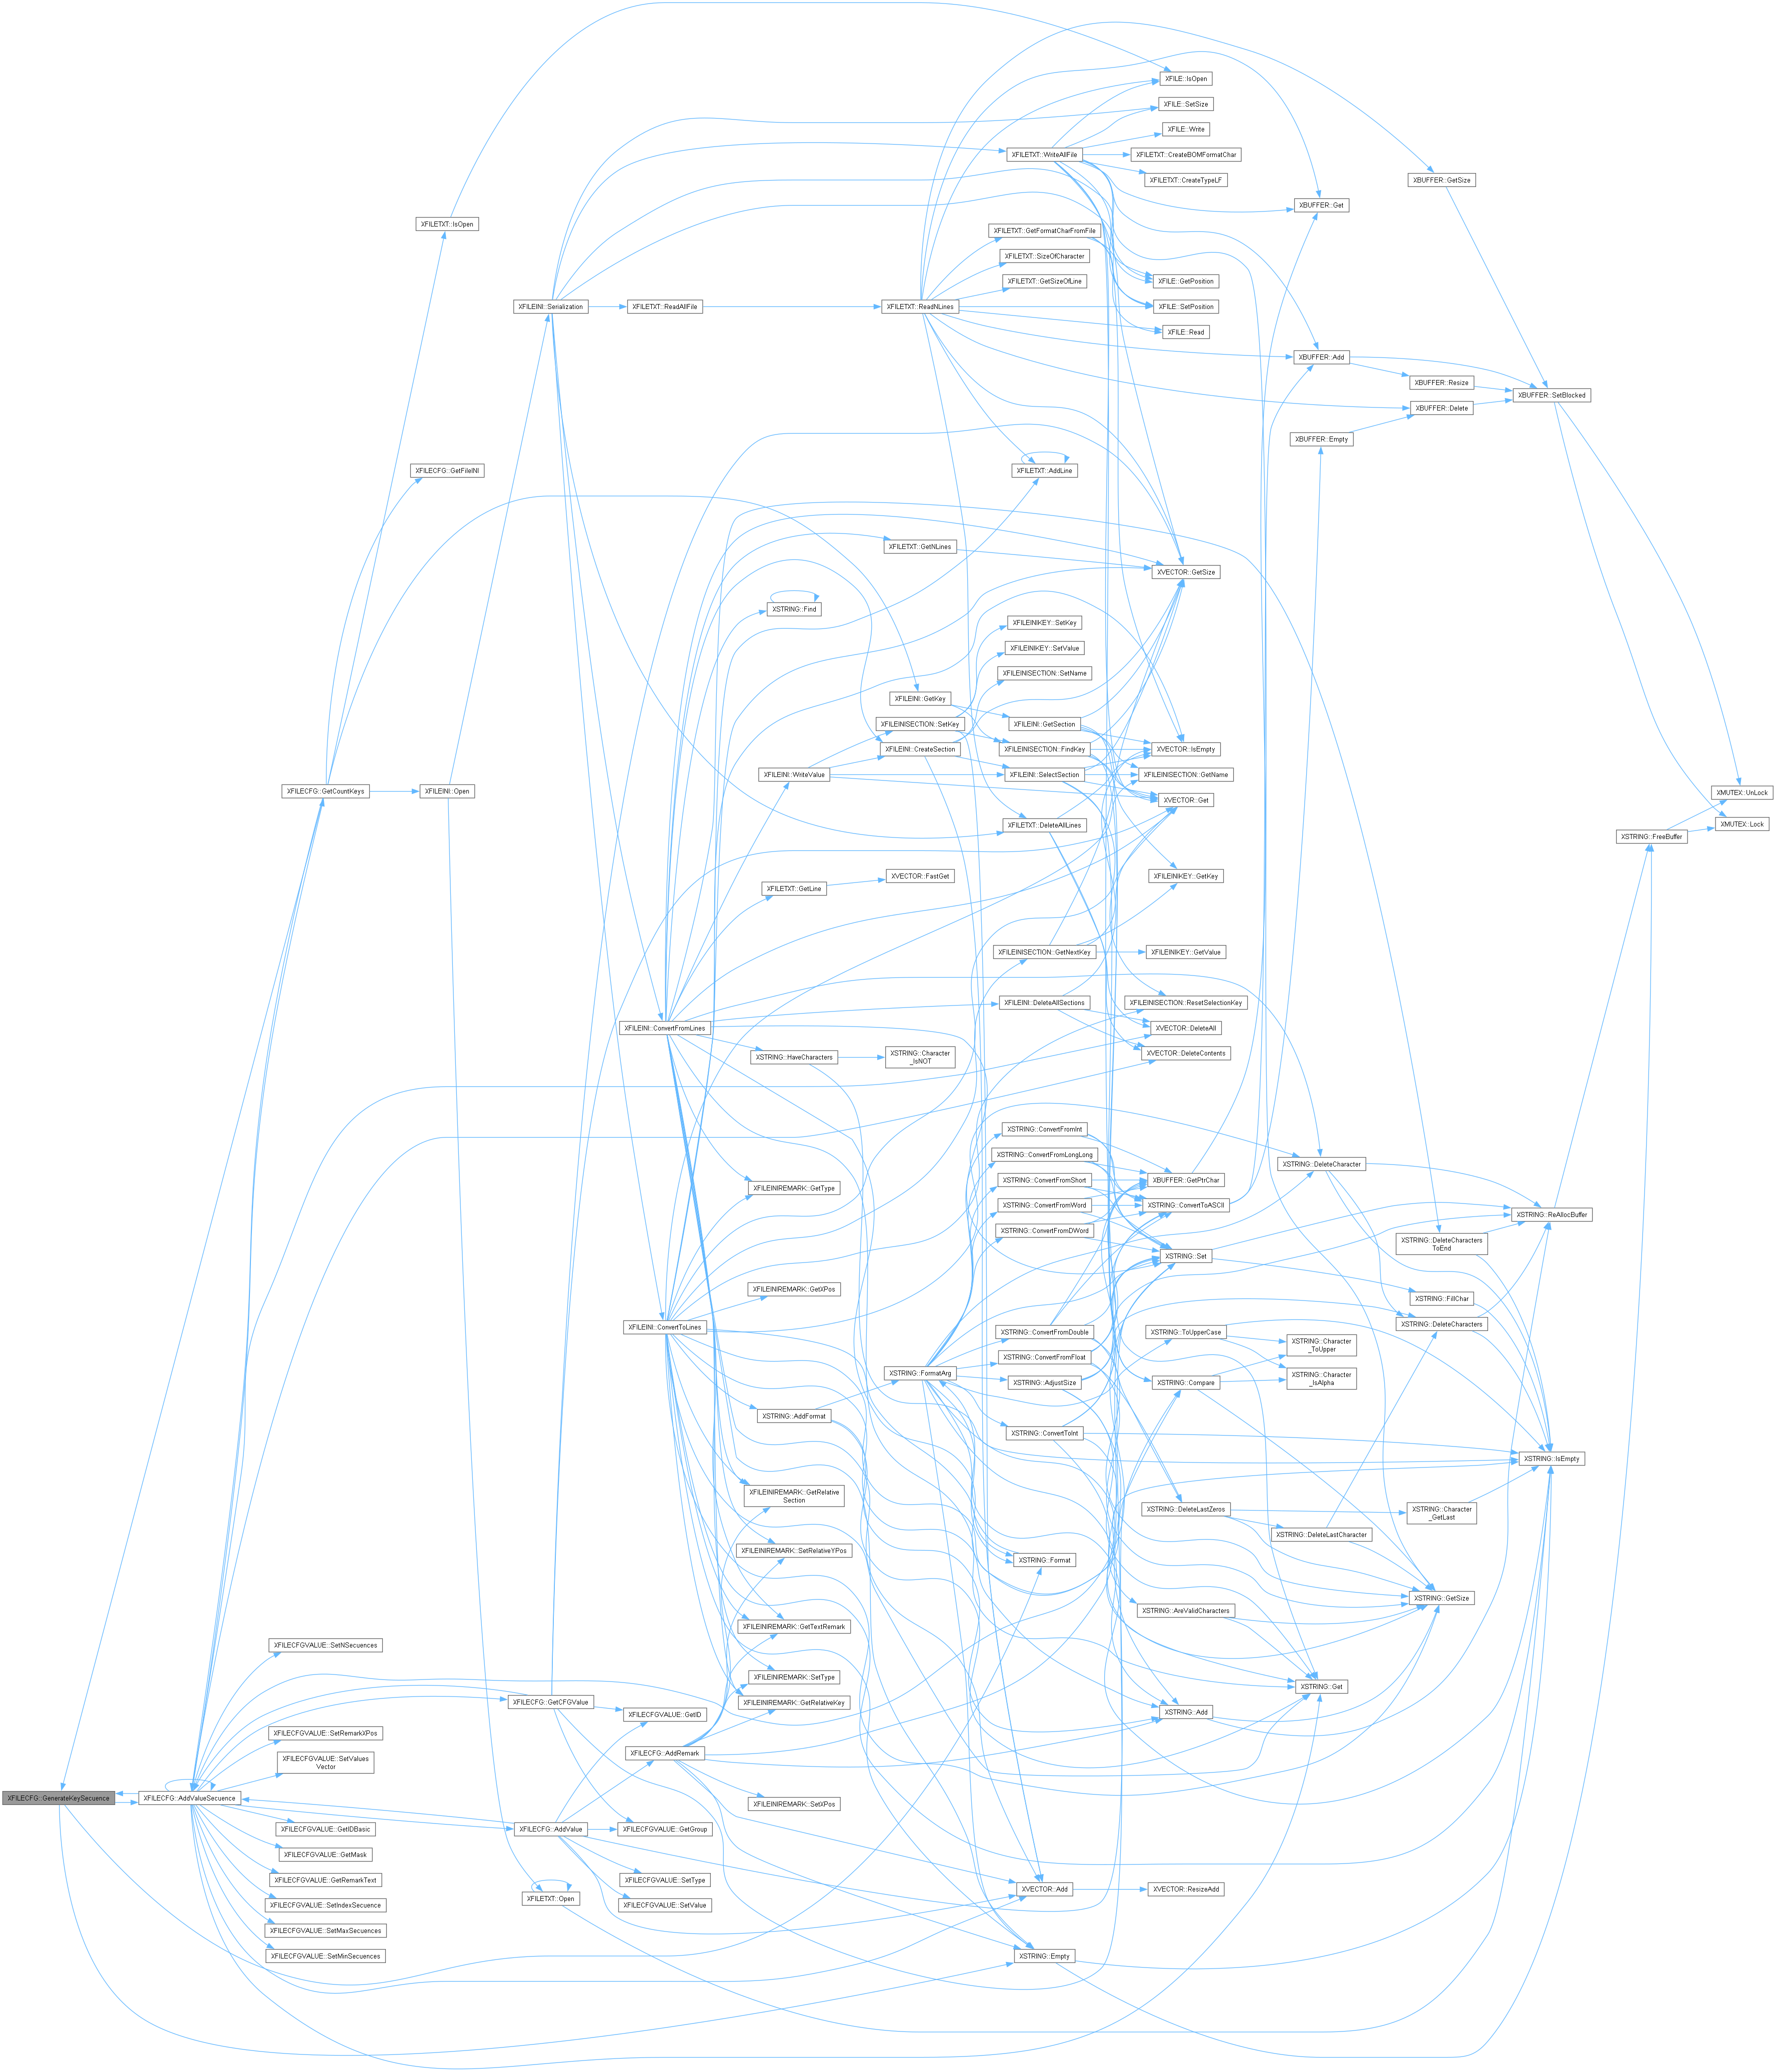 XFILE::IsOpen
XFILE::SetSize
XFILE::Write
XFILETXT::WriteAllFile
XFILETXT::CreateBOMFormatChar
XFILETXT::CreateTypeLF
XBUFFER::GetSize
XBUFFER::Get
XFILETXT::IsOpen
XFILETXT::GetFormatCharFromFile
XFILETXT::SizeOfCharacter
XFILETXT::GetSizeOfLine
XFILE::GetPosition
XFILEINI::Serialization
XFILETXT::ReadAllFile
XFILETXT::ReadNLines
XFILE::SetPosition
XFILE::Read
XBUFFER::Add
XBUFFER::Resize
XBUFFER::SetBlocked
XBUFFER::Delete
XBUFFER::Empty
XFILECFG::GetFileINI
XFILETXT::AddLine
XFILETXT::GetNLines
XVECTOR::GetSize
XSTRING::Find
XFILEINIKEY::SetKey
XFILEINIKEY::SetValue
XFILEINISECTION::SetName
XFILEINI::GetKey
XFILEINISECTION::SetKey
XFILEINI::GetSection
XFILEINI::CreateSection
XFILEINISECTION::FindKey
XVECTOR::IsEmpty
XFILEINI::WriteValue
XFILEINI::SelectSection
XFILEINISECTION::GetName
XFILECFG::GetCountKeys
XFILEINI::Open
XVECTOR::Get
XMUTEX::UnLock
XFILETXT::DeleteAllLines
XMUTEX::Lock
XSTRING::FreeBuffer
XFILETXT::GetLine
XVECTOR::FastGet
XFILEINIKEY::GetKey
XFILEINISECTION::GetNextKey
XFILEINIKEY::GetValue
XFILEINI::DeleteAllSections
XFILEINISECTION::ResetSelectionKey
XFILEINI::ConvertFromLines
XVECTOR::DeleteAll
XSTRING::HaveCharacters
XSTRING::Character
_IsNOT
XVECTOR::DeleteContents
XSTRING::ConvertFromInt
XSTRING::ConvertFromLongLong
XSTRING::DeleteCharacter
XFILEINIREMARK::GetType
XSTRING::ConvertFromShort
XBUFFER::GetPtrChar
XSTRING::ConvertFromWord
XSTRING::ConvertToASCII
XSTRING::ReAllocBuffer
XSTRING::ConvertFromDWord
XSTRING::DeleteCharacters
ToEnd
XSTRING::Set
XFILEINIREMARK::GetXPos
XSTRING::FillChar
XFILEINI::ConvertToLines
XSTRING::DeleteCharacters
XSTRING::ConvertFromDouble
XSTRING::ToUpperCase
XSTRING::Character
_ToUpper
XSTRING::ConvertFromFloat
XSTRING::FormatArg
XSTRING::AdjustSize
XSTRING::Compare
XSTRING::Character
_IsAlpha
XSTRING::AddFormat
XSTRING::ConvertToInt
XSTRING::IsEmpty
XFILEINIREMARK::GetRelative
Section
XSTRING::DeleteLastZeros
XSTRING::Character
_GetLast
XSTRING::DeleteLastCharacter
XFILEINIREMARK::SetRelativeYPos
XSTRING::Format
XSTRING::GetSize
XSTRING::AreValidCharacters
XFILEINIREMARK::GetTextRemark
XFILECFGVALUE::SetNSecuences
XFILEINIREMARK::SetType
XSTRING::Get
XFILECFG::GetCFGValue
XFILEINIREMARK::GetRelativeKey
XFILECFGVALUE::GetID
XSTRING::Add
XFILECFGVALUE::SetRemarkXPos
XFILECFG::AddRemark
XFILECFGVALUE::SetValues
Vector
XFILECFG::GenerateKeySecuence
XFILECFG::AddValueSecuence
XFILEINIREMARK::SetXPos
XFILECFGVALUE::GetIDBasic
XFILECFG::AddValue
XFILECFGVALUE::GetGroup
XFILECFGVALUE::GetMask
XFILECFGVALUE::GetRemarkText
XFILECFGVALUE::SetType
XVECTOR::Add
XVECTOR::ResizeAdd
XFILETXT::Open
XFILECFGVALUE::SetIndexSecuence
XFILECFGVALUE::SetValue
XFILECFGVALUE::SetMaxSecuences
XFILECFGVALUE::SetMinSecuences
XSTRING::Empty